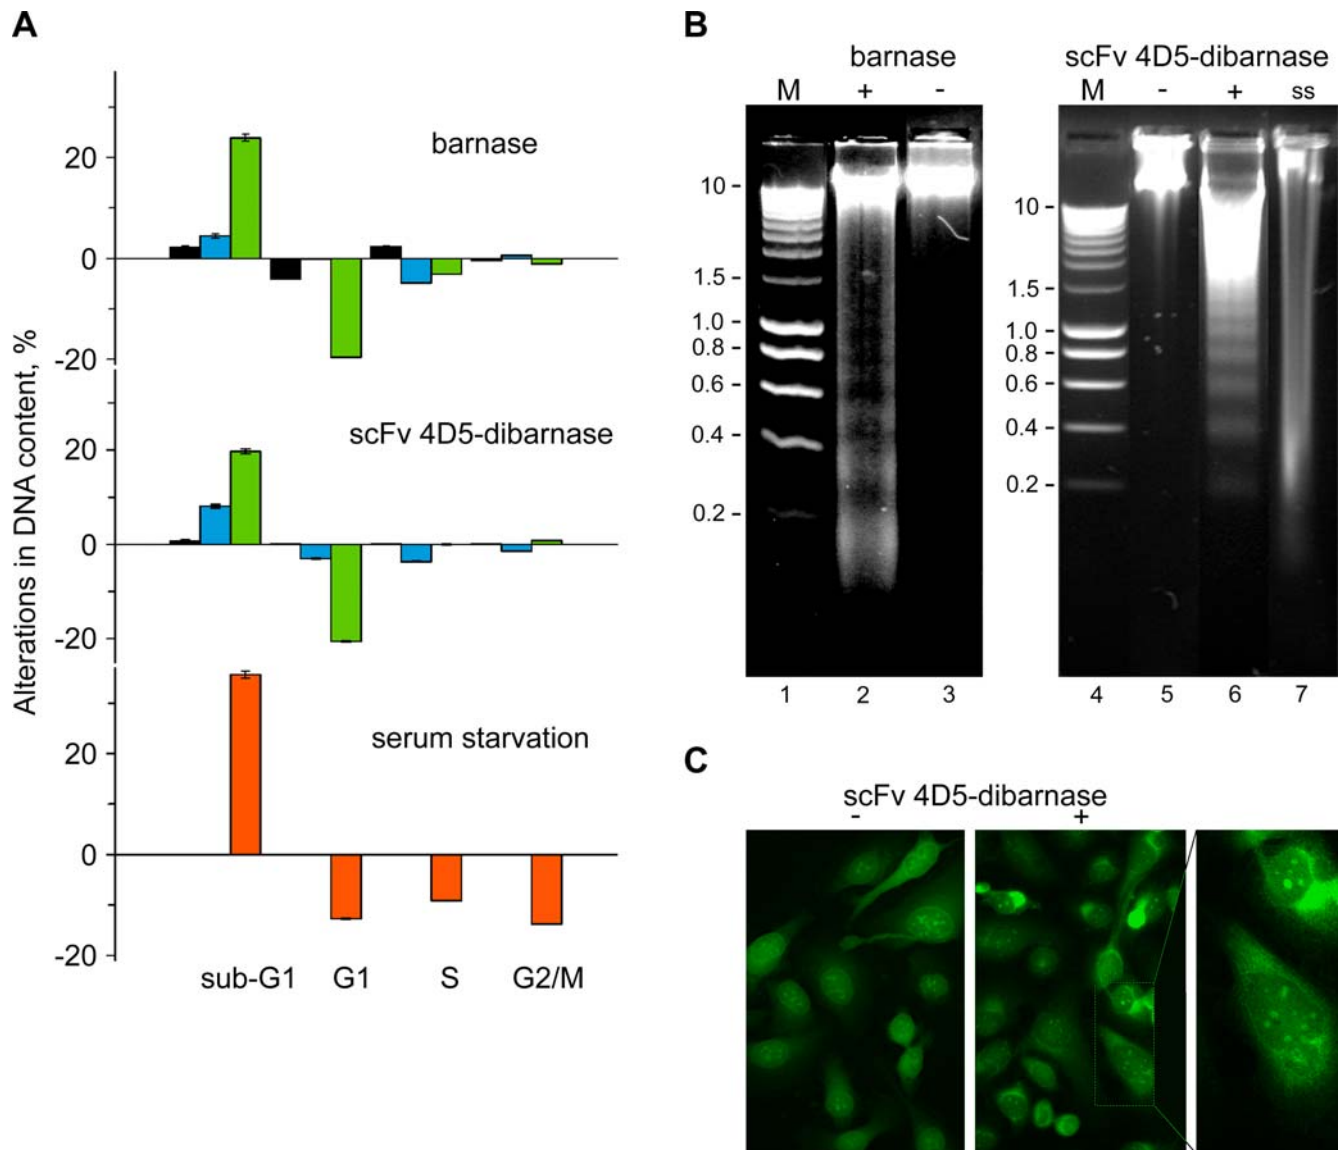 A
Alterations in DNA content, %
barnase
20
0
-20
scFv 4D5-dibarnase
20
0
-20
serum starvation
20
0
-20
sub-G1 G1 S G2/M
B
barnase
M + -
10 -
1.5 -
1.0 -
0.8 -
0.6 -
0.4 -
0.2 -
1 2 3
scFv 4D5-dibarnase
M - + ss
10 -
1.5 -
1.0 -
0.8 -
0.6 -
0.4 -
0.2 -
4 5 6 7
C
scFv 4D5-dibarnase
- +